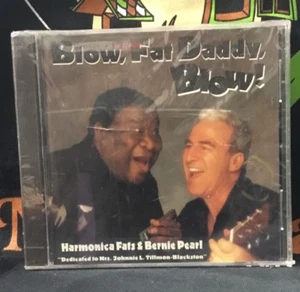 Blow, Fat Daddy,
Blow!
Harmonica Fats & Bernie Pearl
"Dedicated to Mrs. Johnnie L. Tillmon-Blackston"